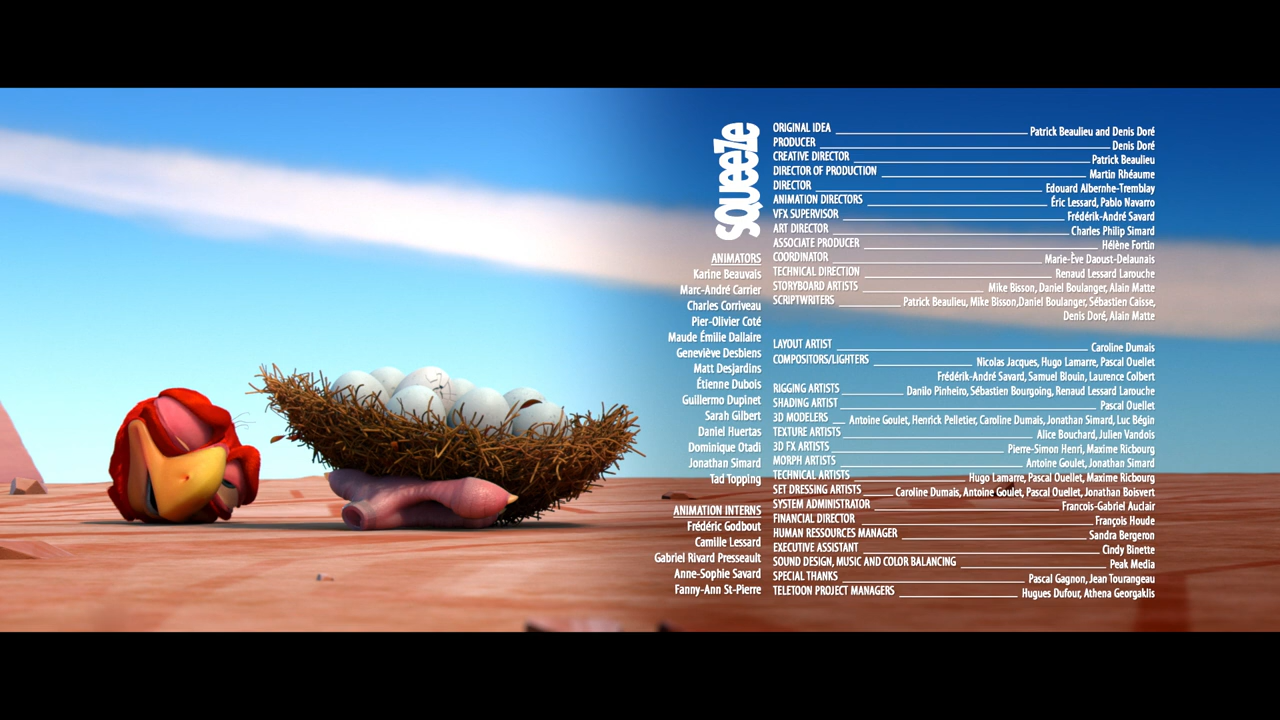 squeeze
ANIMATORS
Karine Beauvais
Marc-André Carrier
Charles Corriveau
Pier-Olivier Coté
Maude Émilie Dallaire
Geneviève Desbiens
Matt Desjardins
Étienne Dubois
Guillermo Dupinet
Sarah Gilbert
Daniel Huertas
Dominique Otadi
Jonathan Simard
Tad Topping
ANIMATION INTERNS
Frédéric Godbout
Camille Lessard
Gabriel Rivard Presseault
Anne-Sophie Savard
Fanny-Ann St-Pierre
ORIGINAL IDEA Patrick Beaulieu and Denis Doré
PRODUCER Denis Doré
CREATIVE DIRECTOR Patrick Beaulieu
DIRECTOR OF PRODUCTION Martin Rhéaume
DIRECTOR Edouard Albernhe-Tremblay
ANIMATION DIRECTORS Éric Lessard, Pablo Navarro
VFX SUPERVISOR Frédérik-André Savard
ART DIRECTOR Charles Philip Simard
ASSOCIATE PRODUCER Hélène Fortin
COORDINATOR Marie-Ève Daoust-Delaunais
TECHNICAL DIRECTION Renaud Lessard Larouche
STORYBOARD ARTISTS Mike Bisson, Daniel Boulanger, Alain Matte
SCRIPTWRITERS Patrick Beaulieu, Mike Bisson,Daniel Boulanger, Sébastien Caisse,
Denis Doré, Alain Matte
LAYOUT ARTIST Caroline Dumais
COMPOSITORS/LIGHTERS Nicolas Jacques, Hugo Lamarre, Pascal Ouellet
Frédérik-André Savard, Samuel Blouin, Laurence Colbert
RIGGING ARTISTS Danilo Pinheiro, Sébastien Bourgoing, Renaud Lessard Larouche
SHADING ARTIST Pascal Ouellet
3D MODELERS Antoine Goulet, Henrick Pelletier, Caroline Dumais, Jonathan Simard, Luc Bégin
TEXTURE ARTISTS Alice Bouchard, Julien Vandois
3D FX ARTISTS Pierre-Simon Henri, Maxime Ricbourg
MORPH ARTISTS Antoine Goulet, Jonathan Simard
TECHNICAL ARTISTS Hugo Lamarre, Pascal Ouellet, Maxime Ricbourg
SET DRESSING ARTISTS Caroline Dumais, Antoine Goulet, Pascal Ouellet, Jonathan Boisvert
SYSTEM ADMINISTRATOR Francois-Gabriel Auclair
FINANCIAL DIRECTOR François Houde
HUMAN RESSOURCES MANAGER Sandra Bergeron
EXECUTIVE ASSISTANT Cindy Binette
SOUND DESIGN, MUSIC AND COLOR BALANCING Peak Media
SPECIAL THANKS Pascal Gagnon, Jean Tourangeau
TELETOON PROJECT MANAGERS Hugues Dufour, Athena Georgaklis